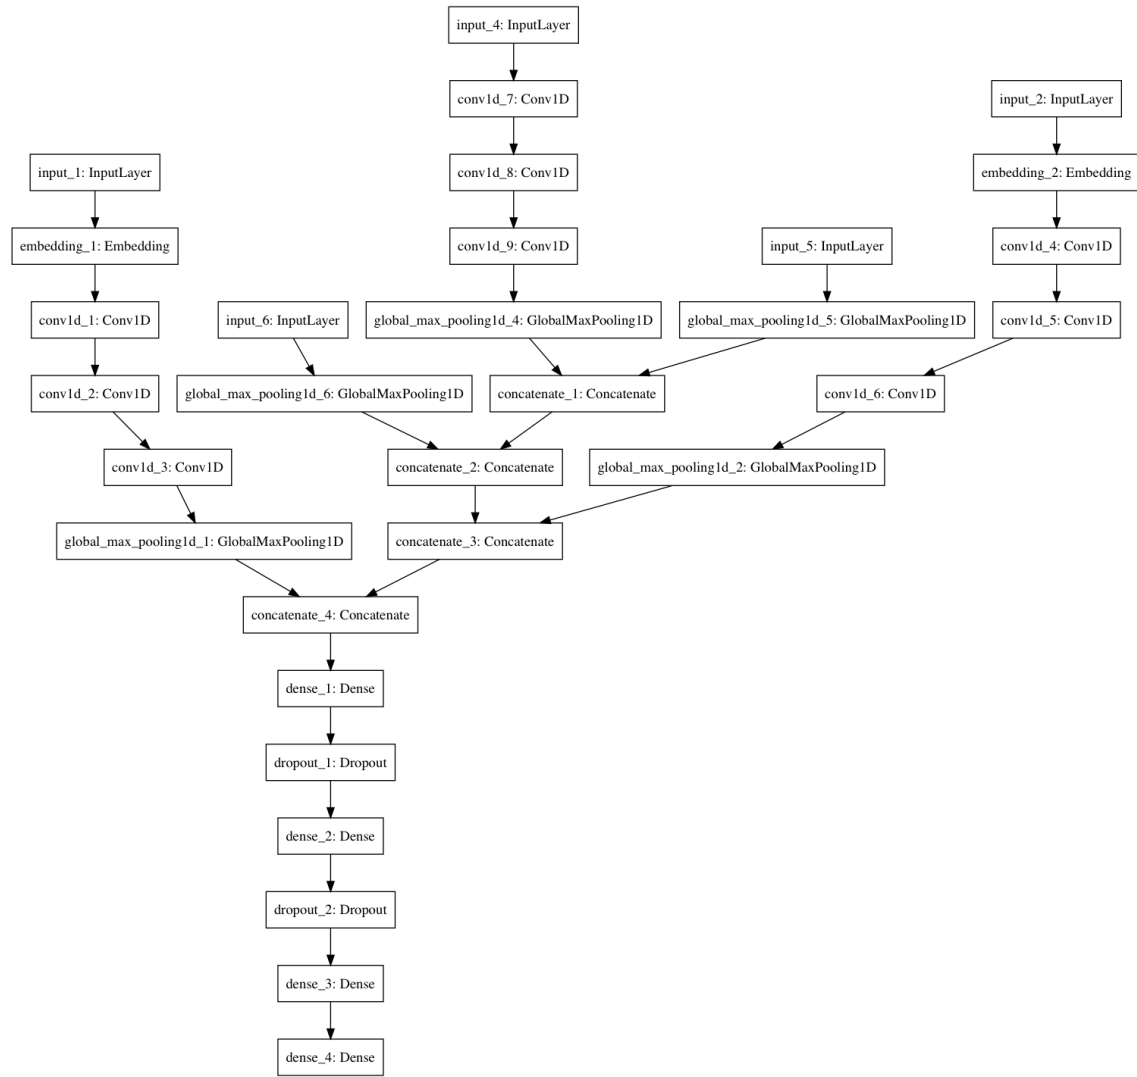 input_4: InputLayer
conv1d_7: Conv1D
input_2: InputLayer
input_1: InputLayer
conv1d_8: Conv1D
embedding_2: Embedding
embedding_1: Embedding
conv1d_9: Conv1D
input_5: InputLayer
conv1d_4: Conv1D
conv1d_1: Conv1D
input_6: InputLayer
global_max_pooling1d_4: GlobalMaxPooling1D
global_max_pooling1d_5: GlobalMaxPooling1D
conv1d_5: Conv1D
conv1d_2: Conv1D
global_max_pooling1d_6: GlobalMaxPooling1D
concatenate_1: Concatenate
conv1d_6: Conv1D
conv1d_3: Conv1D
concatenate_2: Concatenate
global_max_pooling1d_2: GlobalMaxPooling1D
global_max_pooling1d_1: GlobalMaxPooling1D
concatenate_3: Concatenate
concatenate_4: Concatenate
dense_1: Dense
dropout_1: Dropout
dense_2: Dense
dropout_2: Dropout
dense_3: Dense
dense_4: Dense